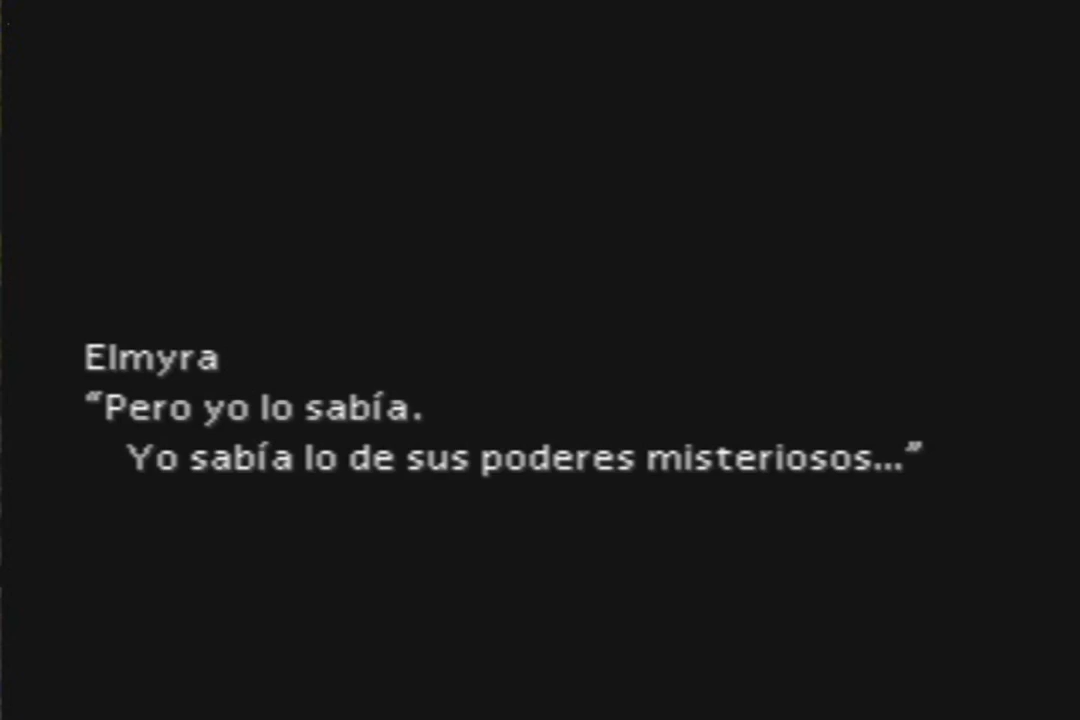 Elmyra
“Pero yo lo sabía.
Yo sabía lo de sus poderes misteriosos...”